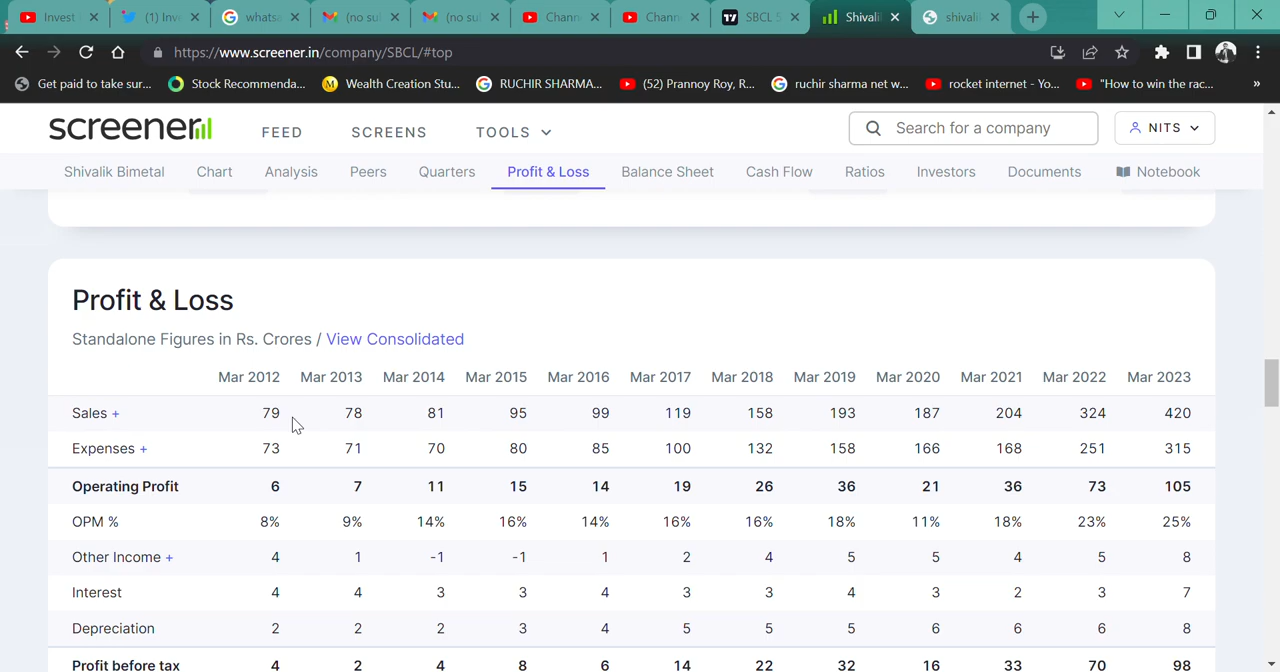 Invest (1) Inv whats (no su (no su Chann Chann SBCL S Shivali shivali
https://www.screener.in/company/SBCL/#top
Get paid to take sur... Stock Recommenda... Wealth Creation Stu... RUCHIR SHARMA... (52) Prannoy Roy, R... ruchir sharma net w... rocket internet - Yo... "How to win the rac... »
screener FEED SCREENS TOOLS Search for a company NITS
Shivalik Bimetal Chart Analysis Peers Quarters Profit & Loss Balance Sheet Cash Flow Ratios Investors Documents Notebook
Profit & Loss
Standalone Figures in Rs. Crores / View Consolidated
Mar 2012 Mar 2013 Mar 2014 Mar 2015 Mar 2016 Mar 2017 Mar 2018 Mar 2019 Mar 2020 Mar 2021 Mar 2022 Mar 2023
Sales + 79 78 81 95 99 119 158 193 187 204 324 420
Expenses + 73 71 70 80 85 100 132 158 166 168 251 315
Operating Profit 6 7 11 15 14 19 26 36 21 36 73 105
OPM % 8% 9% 14% 16% 14% 16% 16% 18% 11% 18% 23% 25%
Other Income + 4 1 -1 -1 1 2 4 5 5 4 5 8
Interest 4 4 3 3 4 3 3 4 3 2 3 7
Depreciation 2 2 2 3 4 5 5 5 6 6 6 8
Profit before tax 4 2 4 8 6 14 22 32 16 33 70 98